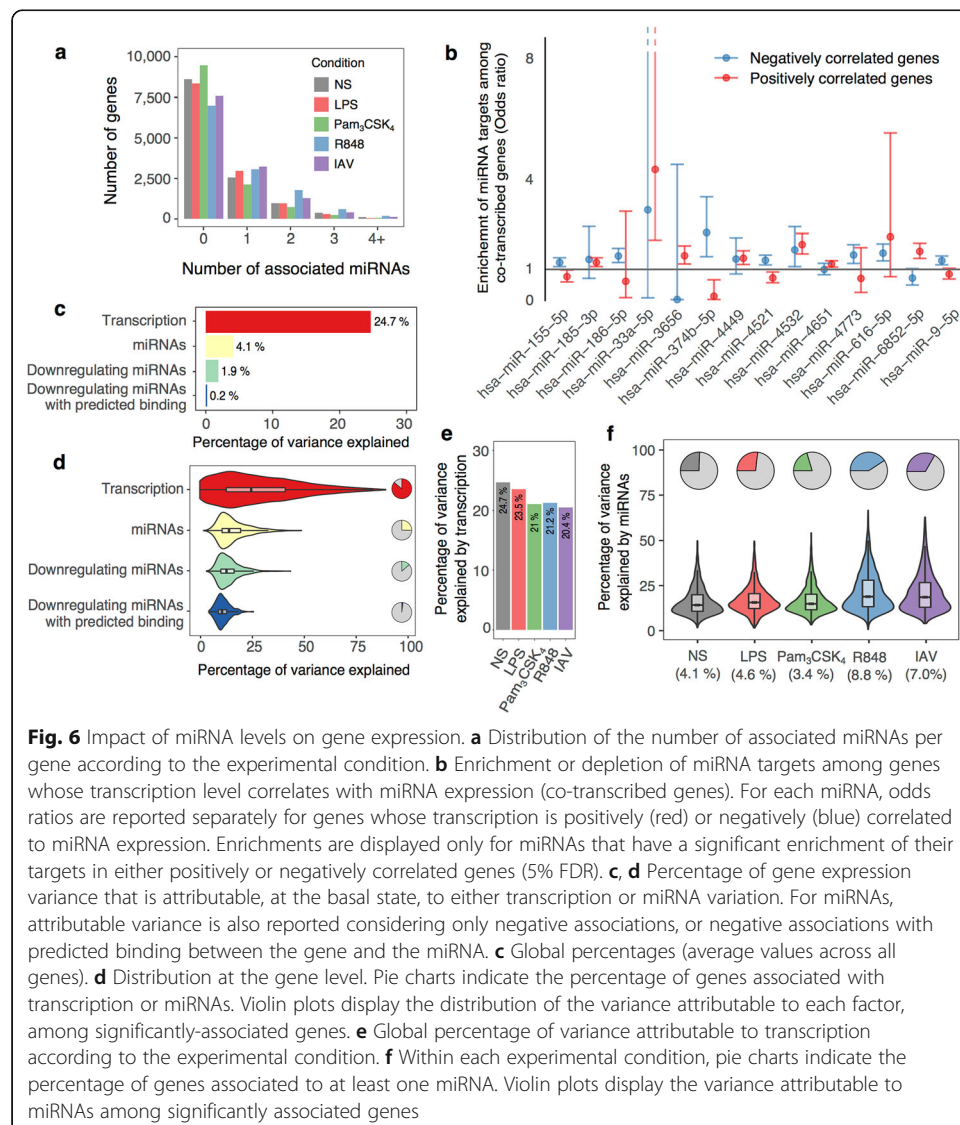 a
10,000
7,500
5,000
2,500
0
Number of genes
Condition
NS
LPS
Pam₃CSK₄
R848
IAV
0 1 2 3 4+
Number of associated miRNAs
b
Enrichemnt of miRNA targets among
co-transcribed genes (Odds ratio)
8
4
1
0
Negatively correlated genes
Positively correlated genes
hsa−miR−155−5p
hsa−miR−185−3p
hsa−miR−186−5p
hsa−miR−33a−5p
hsa−miR−3656
hsa−miR−374b−5p
hsa−miR−4449
hsa−miR−4521
hsa−miR−4532
hsa−miR−4651
hsa−miR−4773
hsa−miR−616−5p
hsa−miR−6852−5p
hsa−miR−9−5p
c
Transcription
24.7 %
miRNAs
4.1 %
Downregulating miRNAs
1.9 %
Downregulating miRNAs
with predicted binding
0.2 %
0 10 20 30
Percentage of variance explained
d
Transcription
miRNAs
Downregulating miRNAs
Downregulating miRNAs
with predicted binding
0 25 50 75 100
Percentage of variance explained
e
Percentage of variance
explained by transcription
30
20
10
0
24.7 %
23.5 %
21 %
21.2 %
20.4 %
NS
LPS
Pam₃CSK₄
R848
IAV
f
Percentage of variance
explained by miRNAs
100
75
50
25
0
NS LPS Pam₃CSK₄ R848 IAV
(4.1 %) (4.6 %) (3.4 %) (8.8 %) (7.0%)
Fig. 6 Impact of miRNA levels on gene expression. a Distribution of the number of associated miRNAs per
gene according to the experimental condition. b Enrichment or depletion of miRNA targets among genes
whose transcription level correlates with miRNA expression (co-transcribed genes). For each miRNA, odds
ratios are reported separately for genes whose transcription is positively (red) or negatively (blue) correlated
to miRNA expression. Enrichments are displayed only for miRNAs that have a significant enrichment of their
targets in either positively or negatively correlated genes (5% FDR). c, d Percentage of gene expression
variance that is attributable, at the basal state, to either transcription or miRNA variation. For miRNAs,
attributable variance is also reported considering only negative associations, or negative associations with
predicted binding between the gene and the miRNA. c Global percentages (average values across all
genes). d Distribution at the gene level. Pie charts indicate the percentage of genes associated with
transcription or miRNAs. Violin plots display the distribution of the variance attributable to each factor,
among significantly-associated genes. e Global percentage of variance attributable to transcription
according to the experimental condition. f Within each experimental condition, pie charts indicate the
percentage of genes associated to at least one miRNA. Violin plots display the variance attributable to
miRNAs among significantly associated genes